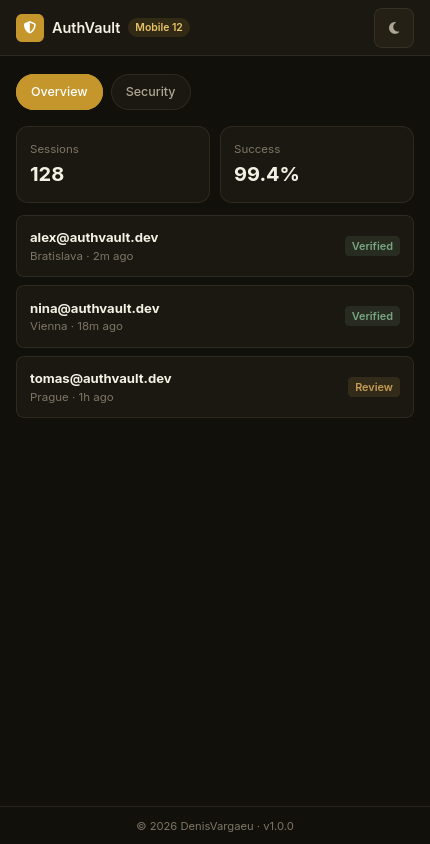 AuthVault Mobile 12
Overview Security
Sessions
128
Success
99.4%
alex@authvault.dev
Bratislava · 2m ago
Verified
nina@authvault.dev
Vienna · 18m ago
Verified
tomas@authvault.dev
Prague · 1h ago
Review
© 2026 DenisVargaeu · v1.0.0